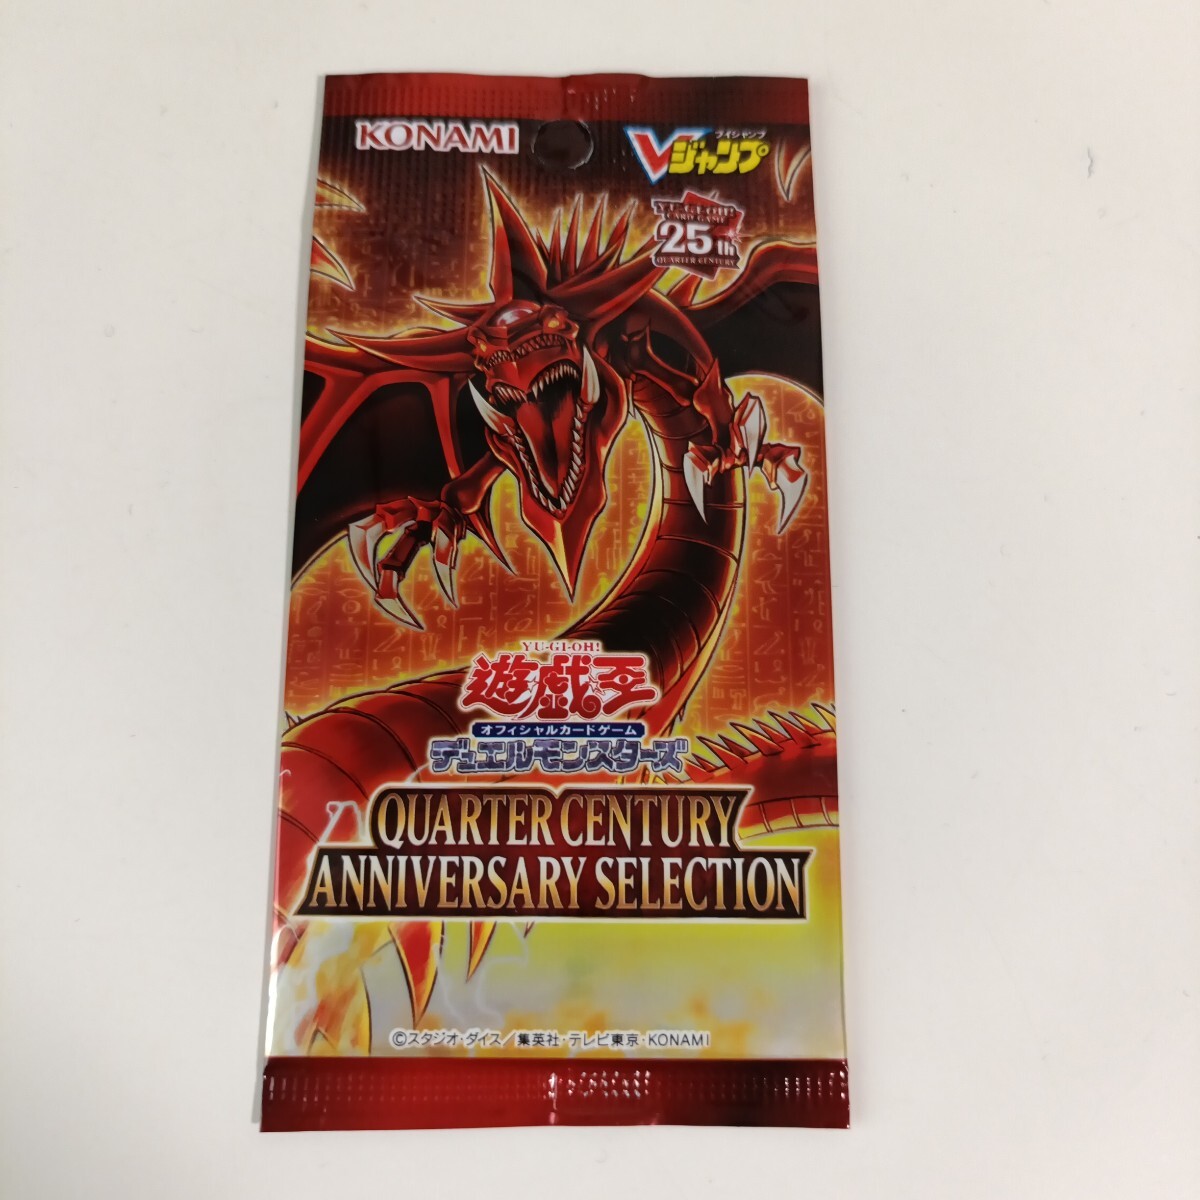 KONAMI
ブイジャンプ
Vジャンプ
YU-GI-OH!
CARD GAME
25th
QUARTER CENTURY
YU-GI-OH!
遊戯王
オフィシャルカードゲーム
デュエルモンスターズ
QUARTER CENTURY
ANNIVERSARY SELECTION
©スタジオ・ダイス／集英社・テレビ東京・KONAMI